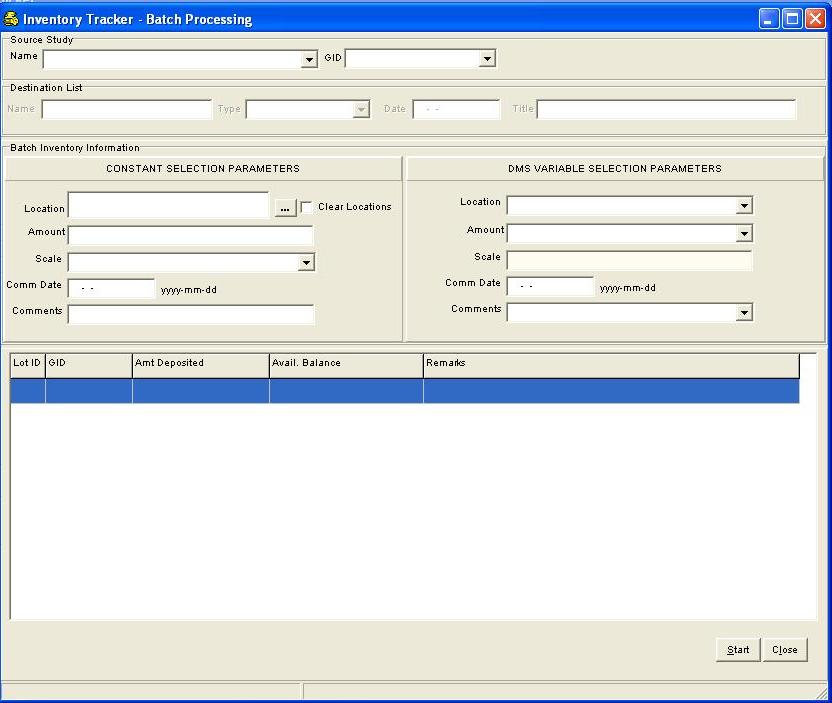 Inventory Tracker - Batch Processing
Source Study
Name GID
Destination List
Name Type Date - - Title
Batch Inventory Information
CONSTANT SELECTION PARAMETERS DMS VARIABLE SELECTION PARAMETERS
Location ... Clear Locations Location
Amount Amount
Scale Scale
Comm Date - - yyyy-mm-dd Comm Date - - yyyy-mm-dd
Comments Comments
Lot ID GID Amt Deposited Avail. Balance Remarks
Start Close